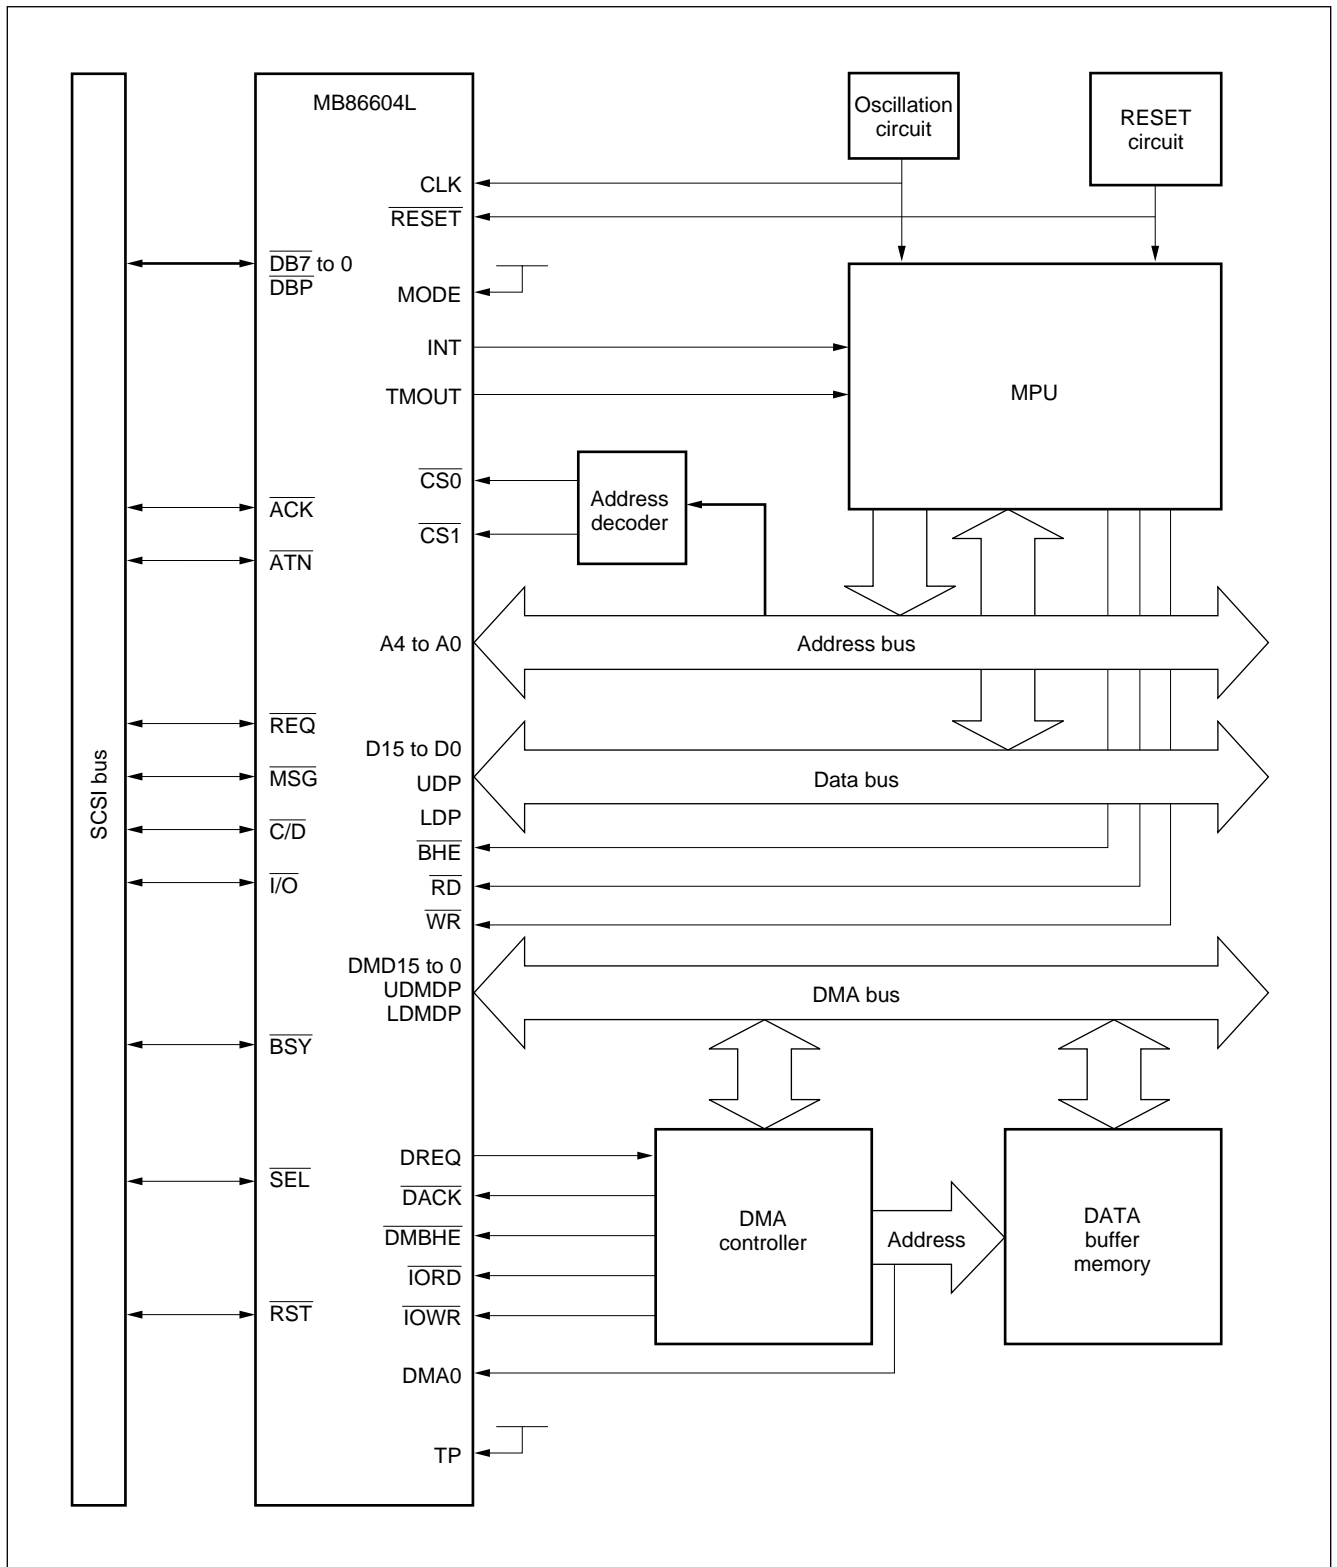 MB86604L
Oscillation
circuit
RESET
circuit
CLK
RESET
DB7 to 0
DBP
MODE
INT
MPU
TMOUT
CS0
Address
decoder
ACK
CS1
ATN
A4 to A0
Address bus
REQ
D15 to D0
SCSI bus
MSG
UDP
Data bus
LDP
C/D
BHE
I/O
RD
WR
DMD15 to 0
UDMDP
DMA bus
LDMDP
BSY
DREQ
SEL
DACK
DMA
controller
DATA
buffer
memory
DMBHE
Address
IORD
RST
IOWR
DMA0
TP